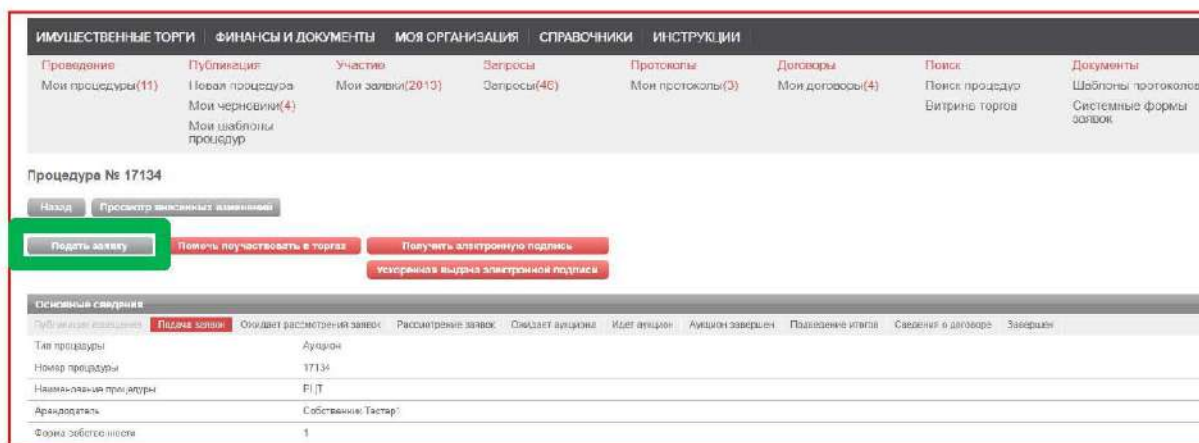 ИМУЩЕСТВЕННЫЕ ТОРГИ ФИНАНСЫ И ДОКУМЕНТЫ МОЯ ОРГАНИЗАЦИЯ СПРАВОЧНИКИ ИНСТРУКЦИИ
Проведение Публикация Участие Запросы Протоколы Договоры Поиск Документы
Мои процедуры(11) Новая процедура Мои заявки(2013) Запросы(46) Мои протоколы(3) Мои договоры(4) Поиск процедур Шаблоны протоколов
Мои черновики(4) Витрина торгов Системные формы заявок
Мои шаблоны процедур
Процедура № 17134
Назад Просмотр внесенных изменений
Подать заявку Помочь поучаствовать в торгах Получить электронную подпись
Ускоренная выдача электронной подписи
Основные сведения
Публикация извещения Подача заявок Ожидает рассмотрения заявок Рассмотрение заявок Ожидает аукциона Идет аукцион Аукцион завершен Подведение итогов Сведения о договоре Завершен
Тип процедуры Аукцион
Номер процедуры 17134
Наименование процедуры
Арендодатель Собственник Тестер1
Форма собственности 1